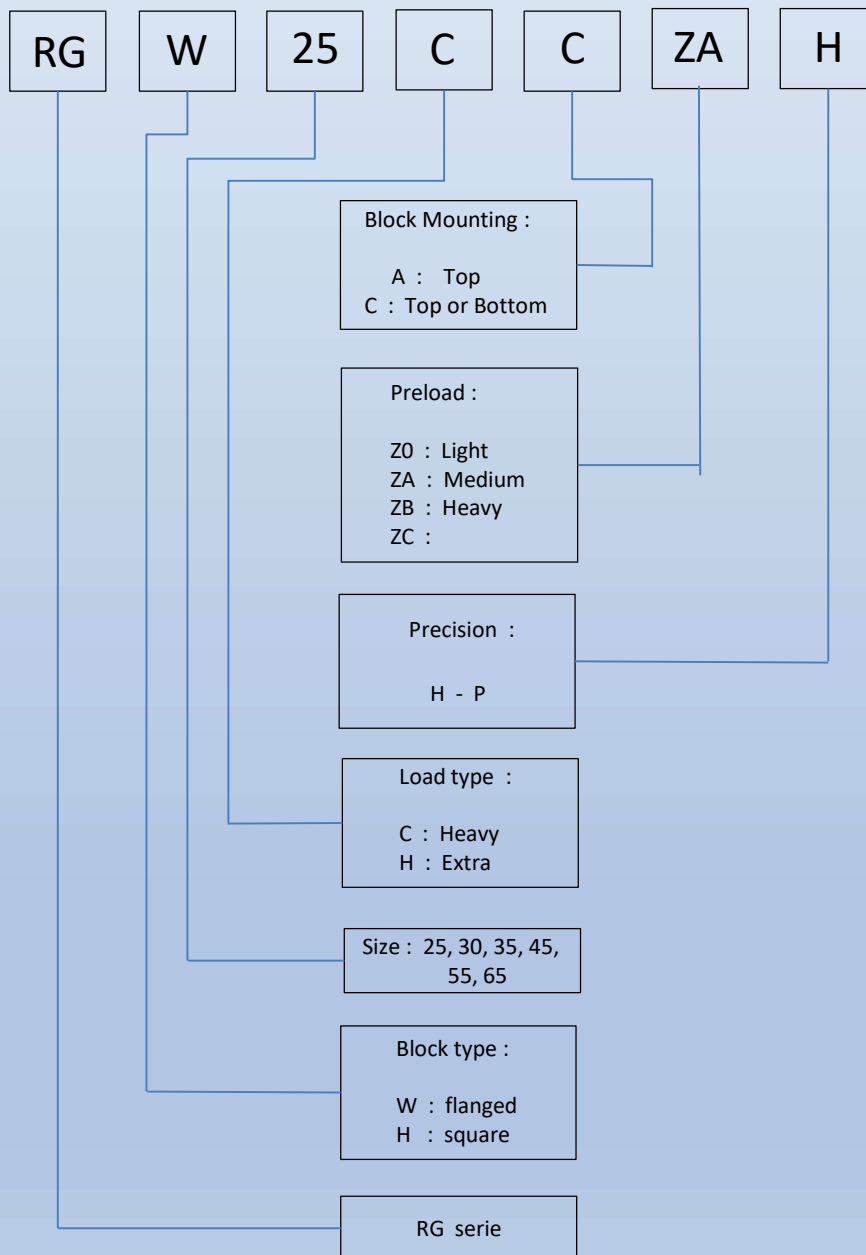 RG W 25 C C ZA H
Block Mounting :
A : Top
C : Top or Bottom
Preload :
Z0 : Light
ZA : Medium
ZB : Heavy
ZC :
Precision :
H - P
Load type :
C : Heavy
H : Extra
Size : 25, 30, 35, 45,
55, 65
Block type :
W : flanged
H : square
RG serie